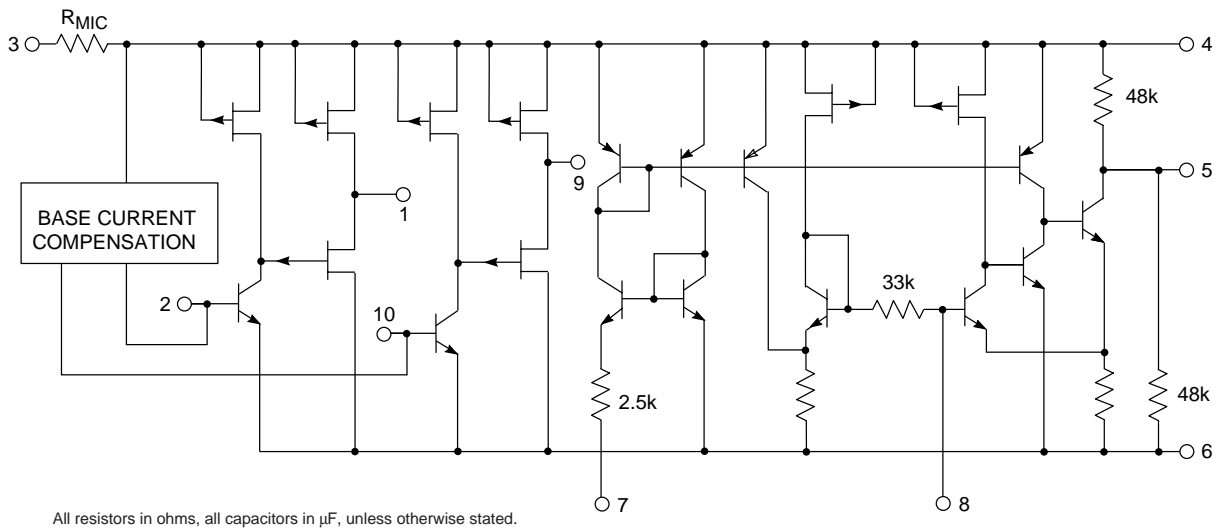 R_MIC
3
4
48k
5
9
1
BASE CURRENT
COMPENSATION
33k
2
10
2.5k
48k
6
7
8
All resistors in ohms, all capacitors in µF, unless otherwise stated.